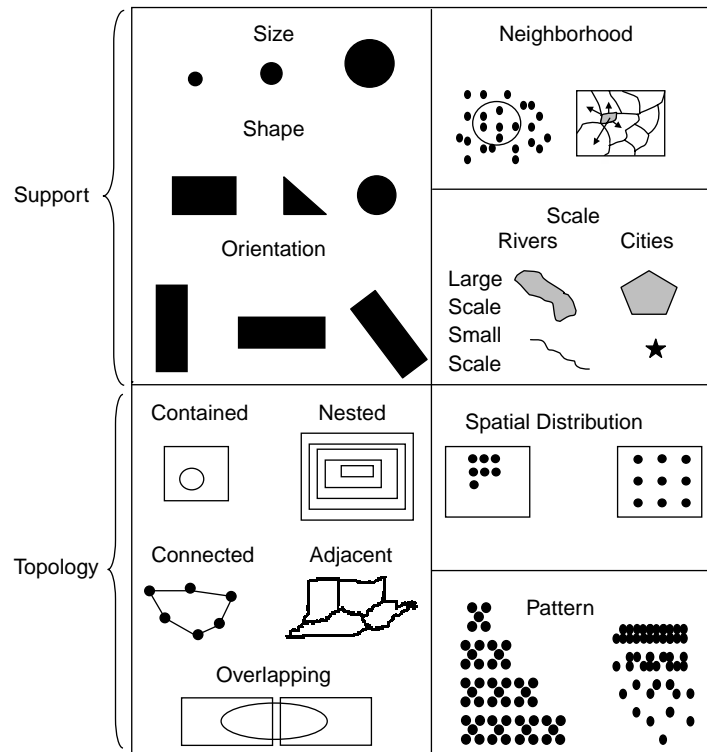 Support
Size
Shape
Orientation
Neighborhood
Scale
Rivers Cities
Large
Scale
Small
Scale
Topology
Contained Nested
Connected Adjacent
Overlapping
Spatial Distribution
Pattern